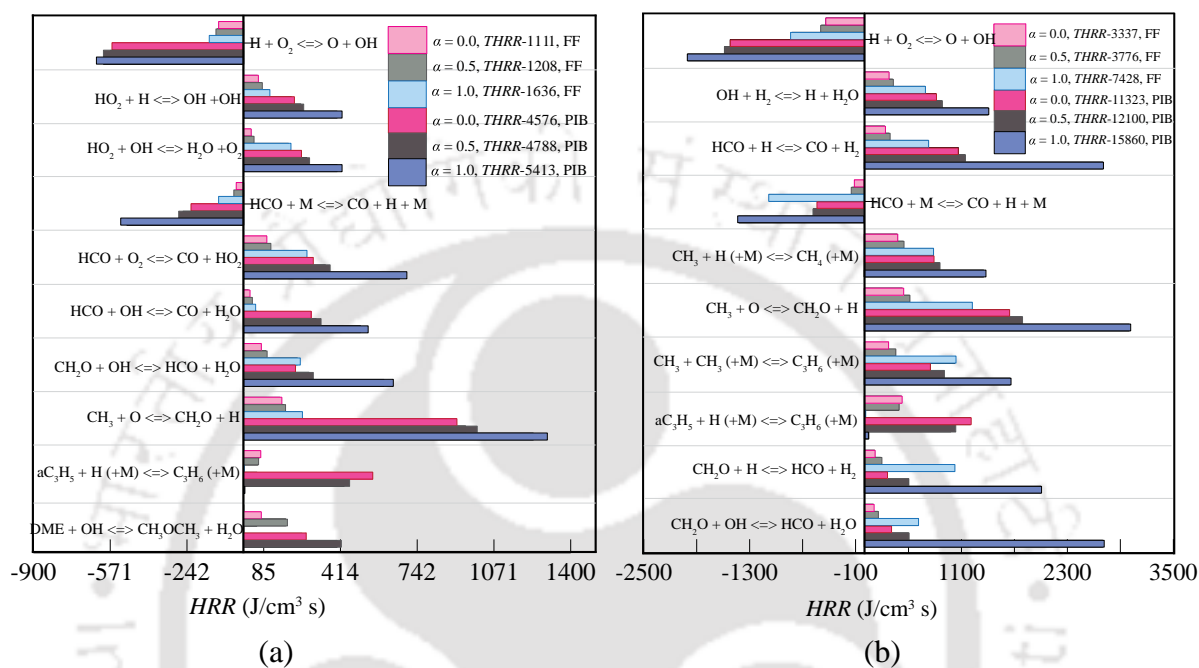 H + O₂ <=> O + OH
HO₂ + H <=> OH +OH
HO₂ + OH <=> H₂O +O₂
HCO + M <=> CO + H + M
HCO + O₂ <=> CO + HO₂
HCO + OH <=> CO + H₂O
CH₂O + OH <=> HCO + H₂O
CH₃ + O <=> CH₂O + H
aC₃H₅ + H (+M) <=> C₃H₆ (+M)
DME + OH <=> CH₃OCH₃ + H₂O
α = 0.0, THRR-1111, FF
α = 0.5, THRR-1208, FF
α = 1.0, THRR-1636, FF
α = 0.0, THRR-4576, PIB
α = 0.5, THRR-4788, PIB
α = 1.0, THRR-5413, PIB
-900 -571 -242 85 414 742 1071 1400
HRR (J/cm³ s)
(a)
H + O₂ <=> O + OH
OH + H₂ <=> H + H₂O
HCO + H <=> CO + H₂
HCO + M <=> CO + H + M
CH₃ + H (+M) <=> CH₄ (+M)
CH₃ + O <=> CH₂O + H
CH₃ + CH₃ (+M) <=> C₃H₆ (+M)
aC₃H₅ + H (+M) <=> C₃H₆ (+M)
CH₂O + H <=> HCO + H₂
CH₂O + OH <=> HCO + H₂O
α = 0.0, THRR-3337, FF
α = 0.5, THRR-3776, FF
α = 1.0, THRR-7428, FF
α = 0.0, THRR-11323, PIB
α = 0.5, THRR-12100, PIB
α = 1.0, THRR-15860, PIB
-2500 -1300 -100 1100 2300 3500
HRR (J/cm³ s)
(b)